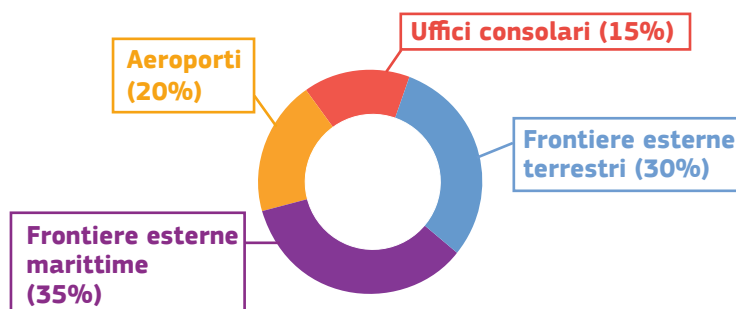 Uffici consolari (15%)
Aeroporti
(20%)
Frontiere esterne
terrestri (30%)
Frontiere esterne
marittime
(35%)